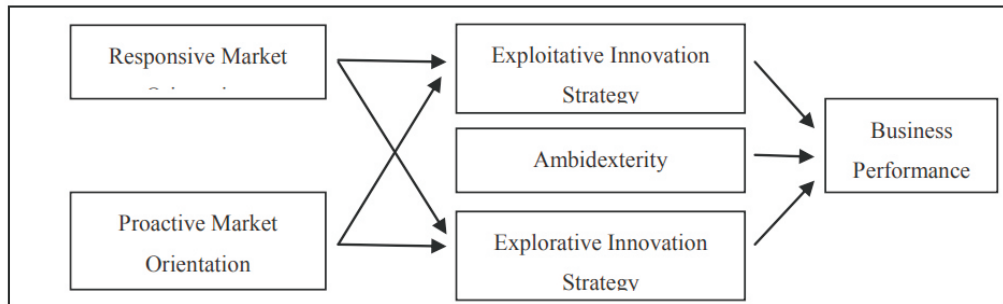 Responsive Market
Exploitative Innovation
Strategy
Ambidexterity
Business
Performance
Proactive Market
Orientation
Explorative Innovation
Strategy